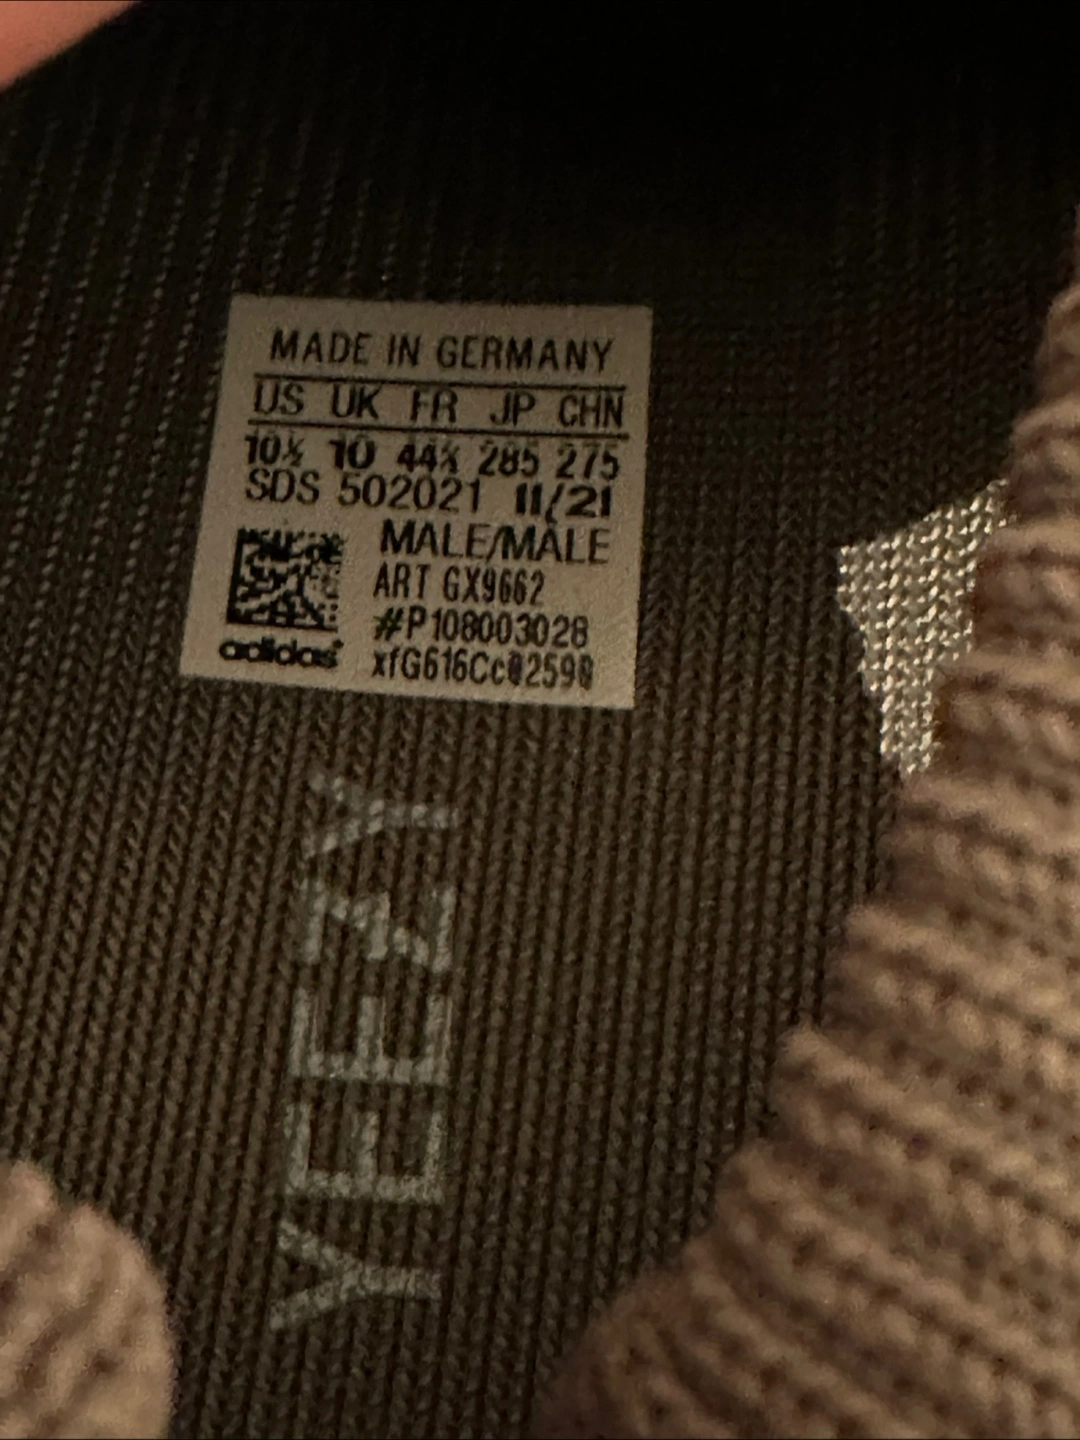 MADE IN GERMANY
US UK FR JP CHN
10½ 10 44⅔ 285 275
SDS 502021 11/21
MALE/MALE
ART GX9662
#P108003028
xfG616Cc02590
adidas
YEEZY